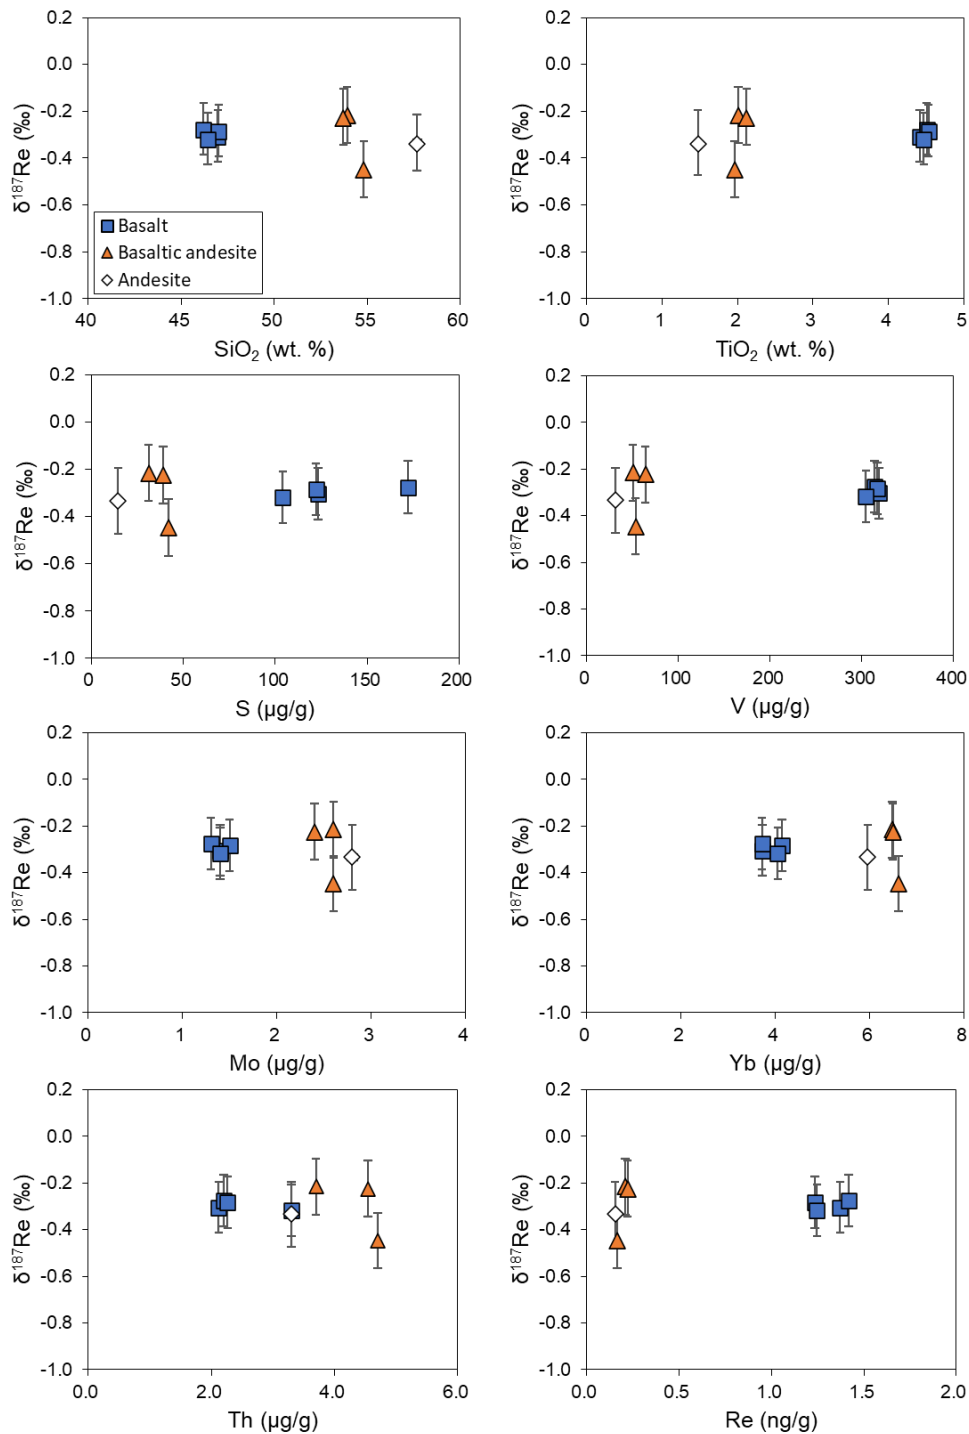 0.2
0.0
-0.2
-0.4
-0.6
-0.8
-1.0
δ¹⁸⁷Re (‰)
Basalt
Basaltic andesite
Andesite
40 45 50 55 60
SiO₂ (wt. %)
0.2
0.0
-0.2
-0.4
-0.6
-0.8
-1.0
δ¹⁸⁷Re (‰)
0 1 2 3 4 5
TiO₂ (wt. %)
0.2
0.0
-0.2
-0.4
-0.6
-0.8
-1.0
δ¹⁸⁷Re (‰)
0 50 100 150 200
S (µg/g)
0.2
0.0
-0.2
-0.4
-0.6
-0.8
-1.0
δ¹⁸⁷Re (‰)
0 100 200 300 400
V (µg/g)
0.2
0.0
-0.2
-0.4
-0.6
-0.8
-1.0
δ¹⁸⁷Re (‰)
0 1 2 3 4
Mo (µg/g)
0.2
0.0
-0.2
-0.4
-0.6
-0.8
-1.0
δ¹⁸⁷Re (‰)
0 2 4 6 8
Yb (µg/g)
0.2
0.0
-0.2
-0.4
-0.6
-0.8
-1.0
δ¹⁸⁷Re (‰)
0.0 2.0 4.0 6.0
Th (µg/g)
0.2
0.0
-0.2
-0.4
-0.6
-0.8
-1.0
δ¹⁸⁷Re (‰)
0.0 0.5 1.0 1.5 2.0
Re (ng/g)